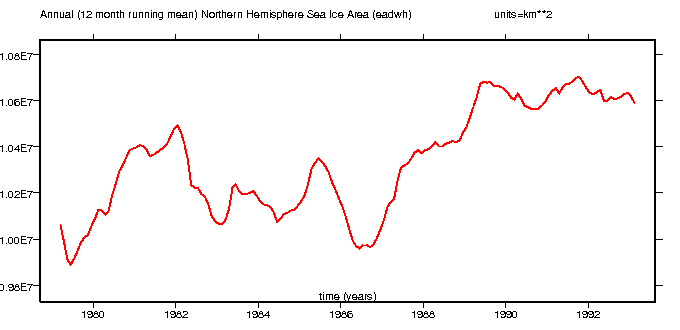 Annual (12 month running mean) Northern Hemisphere Sea Ice Area (eadwh) units=km**2
1.08E7
1.06E7
1.04E7
1.02E7
1.00E7
0.98E7
time (years)
1980 1982 1984 1986 1988 1990 1992